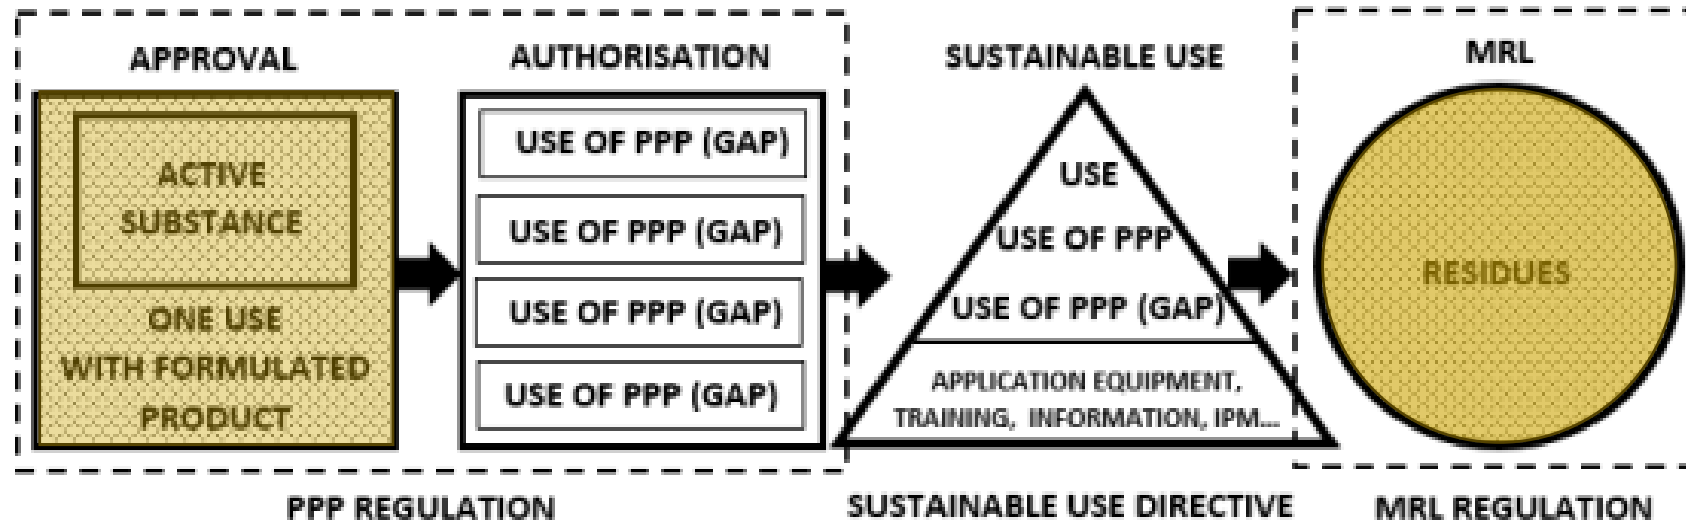 APPROVAL
ACTIVE
SUBSTANCE
ONE USE
WITH FORMULATED
PRODUCT
AUTHORISATION
USE OF PPP (GAP)
USE OF PPP (GAP)
USE OF PPP (GAP)
USE OF PPP (GAP)
PPP REGULATION
SUSTAINABLE USE
USE
USE OF PPP
USE OF PPP (GAP)
APPLICATION EQUIPMENT,
TRAINING, INFORMATION, IPM...
SUSTAINABLE USE DIRECTIVE
MRL
RESIDUES
MRL REGULATION